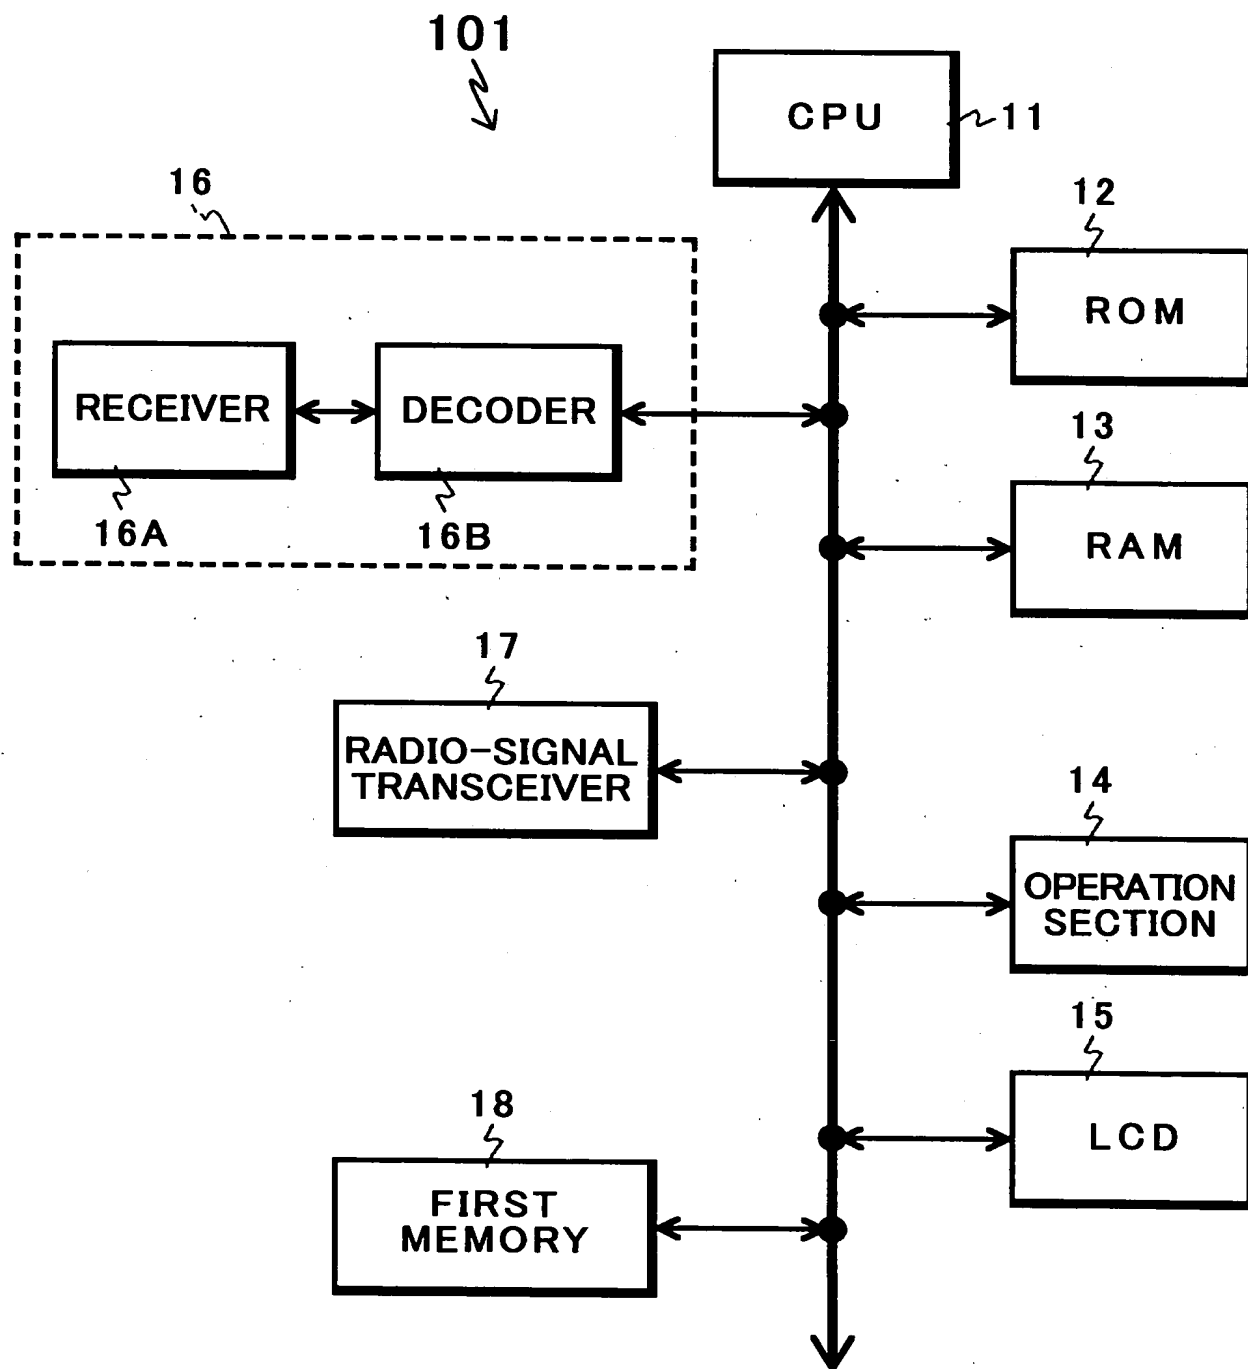 101
CPU
11
16
12
ROM
RECEIVER
DECODER
16A
16B
13
RAM
17
RADIO-SIGNAL
TRANSCEIVER
14
OPERATION
SECTION
15
LCD
18
FIRST
MEMORY